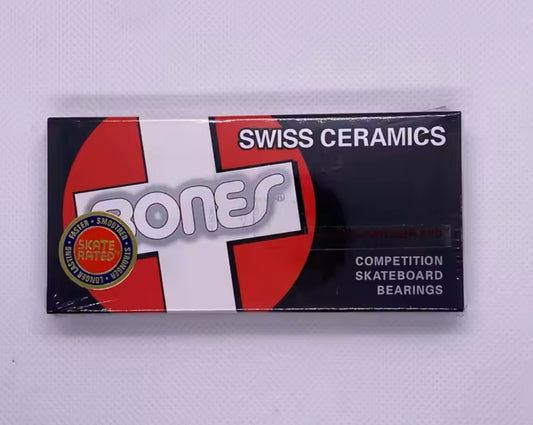 SWISS CERAMICS
BONES®
SKATE
RATED
FASTER • SMOOTHER • STRONGER • LONGER LASTING
COMPETITION
SKATEBOARD
BEARINGS